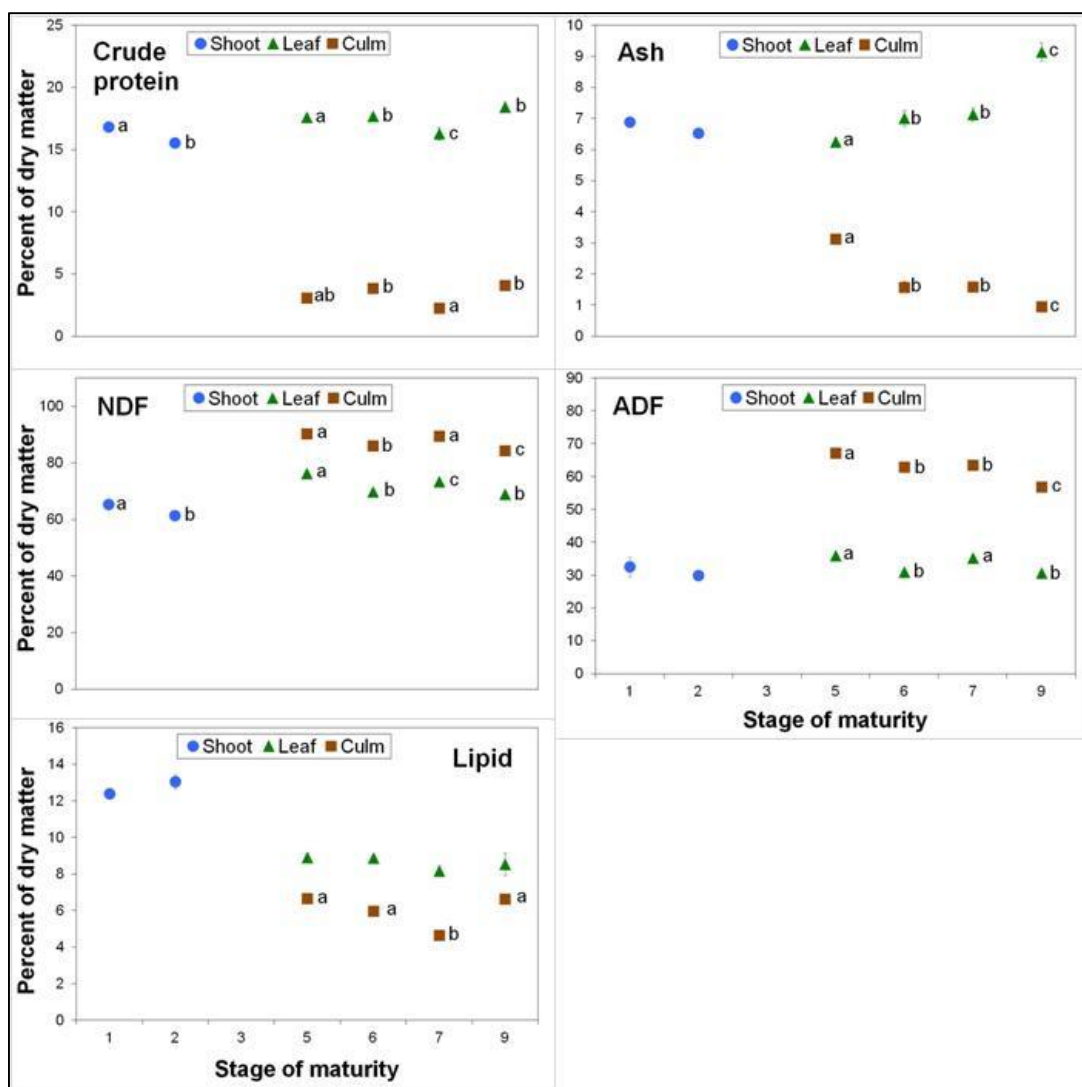 Crude protein
Shoot Leaf Culm
Percent of dry matter
25
20
15
10
5
0
a
b
a
b
c
b
ab
b
a
b
Ash
Shoot Leaf Culm
10
9
8
7
6
5
4
3
2
1
0
a
b
b
c
a
b
b
c
NDF
Shoot Leaf Culm
Percent of dry matter
100
80
60
40
20
0
a
b
a
b
a
c
a
b
c
b
ADF
Shoot Leaf Culm
90
80
70
60
50
40
30
20
10
0
a
b
b
c
a
b
a
b
1 2 3 5 6 7 9
Stage of maturity
Lipid
Shoot Leaf Culm
Percent of dry matter
16
14
12
10
8
6
4
2
0
a
a
b
a
1 2 3 5 6 7 9
Stage of maturity